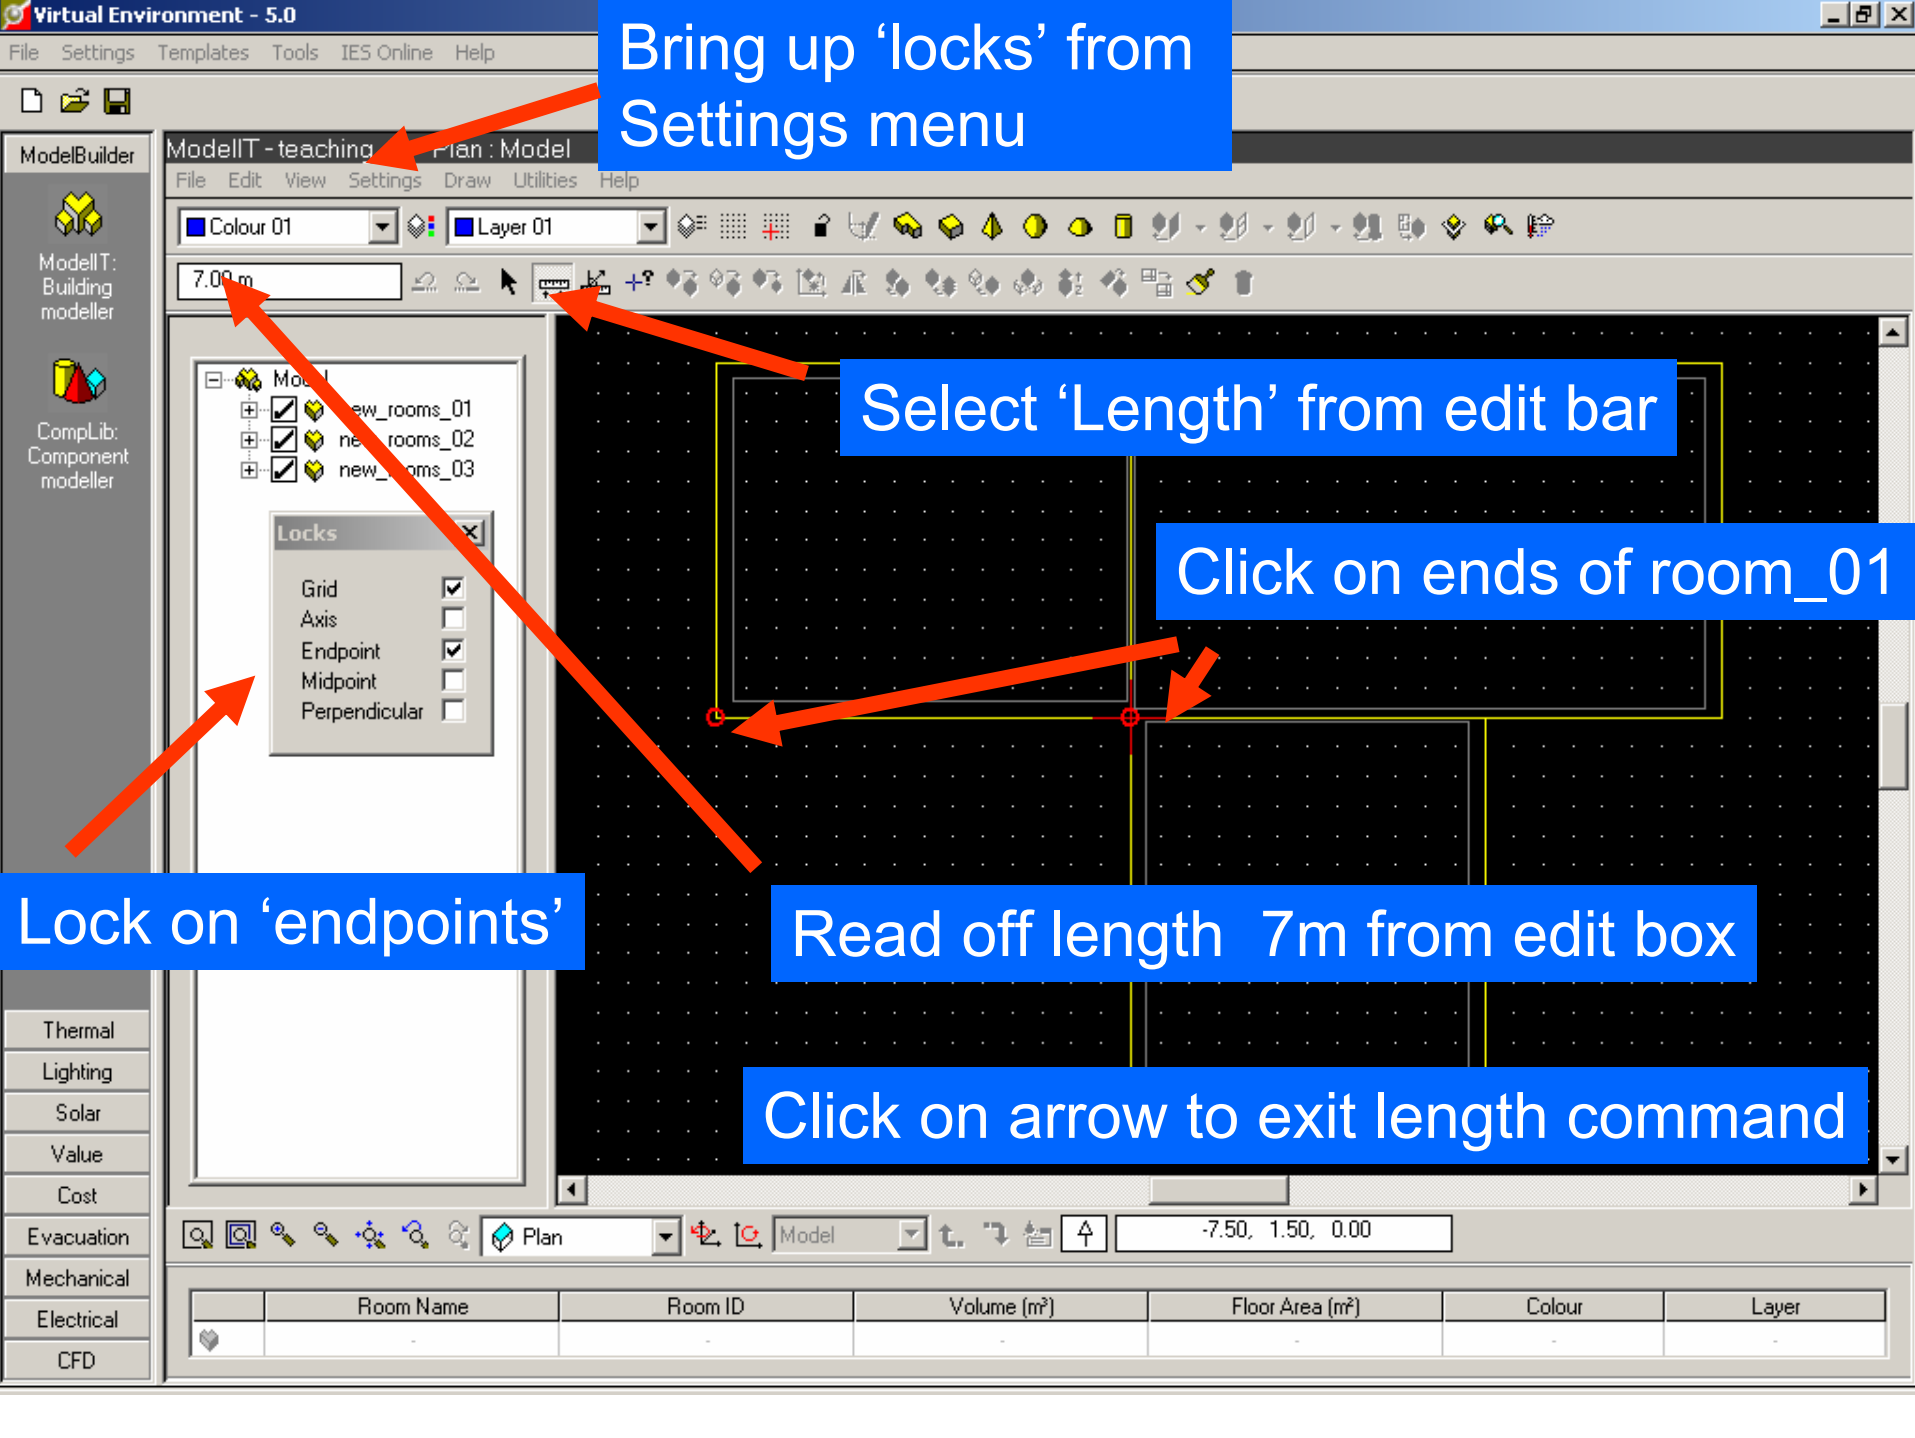 Virtual Environment - 5.0
File Settings Templates Tools IES Online Help
Bring up ‘locks’ from
Settings menu
ModelBuilder
ModelIT - teaching Plan : Model
File Edit View Settings Draw Utilities Help
Colour 01
Layer 01
ModelIT:
Building
modeller
7.00 m
CompLib:
Component
modeller
Model
new_rooms_01
new_rooms_02
new_rooms_03
Select ‘Length’ from edit bar
Locks
Grid
Axis
Endpoint
Midpoint
Perpendicular
Click on ends of room_01
Lock on ‘endpoints’
Read off length 7m from edit box
Click on arrow to exit length command
Thermal
Lighting
Solar
Value
Cost
Evacuation
Mechanical
Electrical
CFD
Plan
Model
-7.50, 1.50, 0.00
Room Name Room ID Volume (m³) Floor Area (m²) Colour Layer
- - - - - -